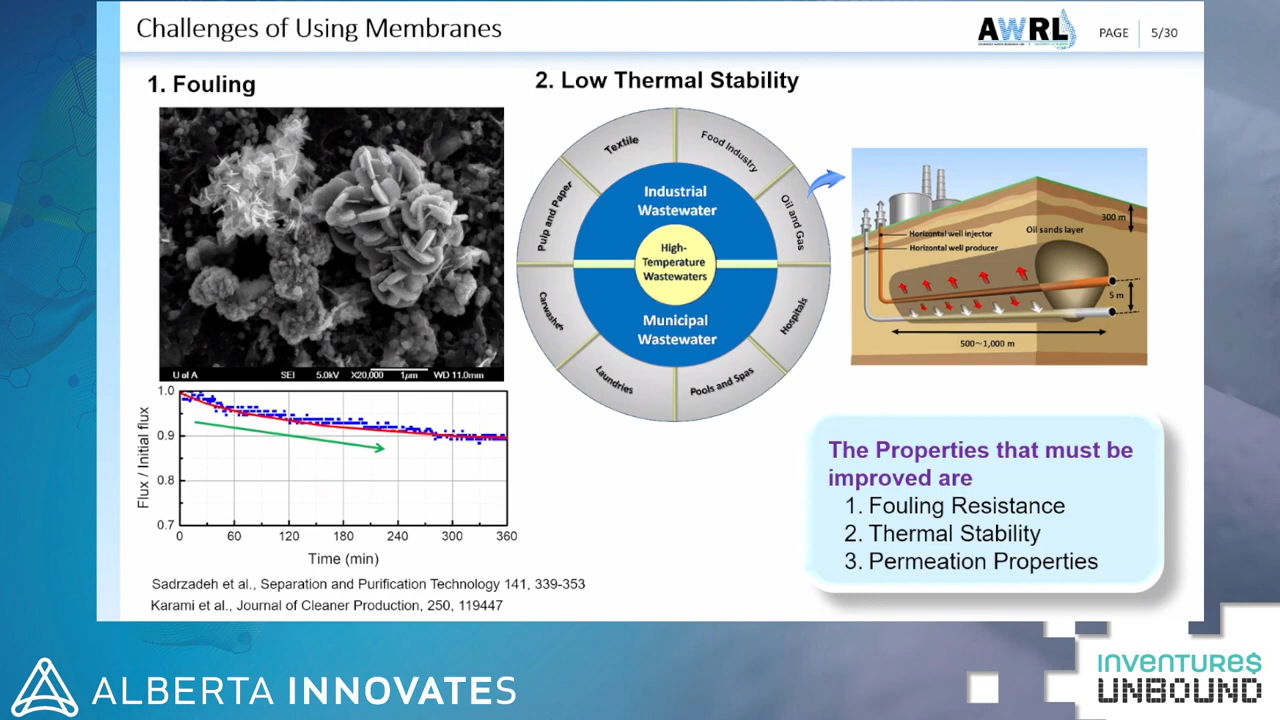 Challenges of Using Membranes
AWRL
PAGE 5/30
1. Fouling
2. Low Thermal Stability
U of A SEI 5.0kV X20,000 1μm WD 11.0mm
Textile
Food Industry
Pulp and Paper
Oil and Gas
Carwashes
Hospitals
Laundries
Pools and Spas
Industrial
Wastewater
High-
Temperature
Wastewaters
Municipal
Wastewater
300 m
Horizontal well injector
Oil sands layer
Horizontal well producer
5 m
500~1,000 m
Flux / Initial flux
1.0
0.9
0.8
0.7
0 60 120 180 240 300 360
Time (min)
Sadrzadeh et al., Separation and Purification Technology 141, 339-353
Karami et al., Journal of Cleaner Production, 250, 119447
The Properties that must be
improved are
1. Fouling Resistance
2. Thermal Stability
3. Permeation Properties
ALBERTA INNOVATES
INVENTURE$
UNBOUND